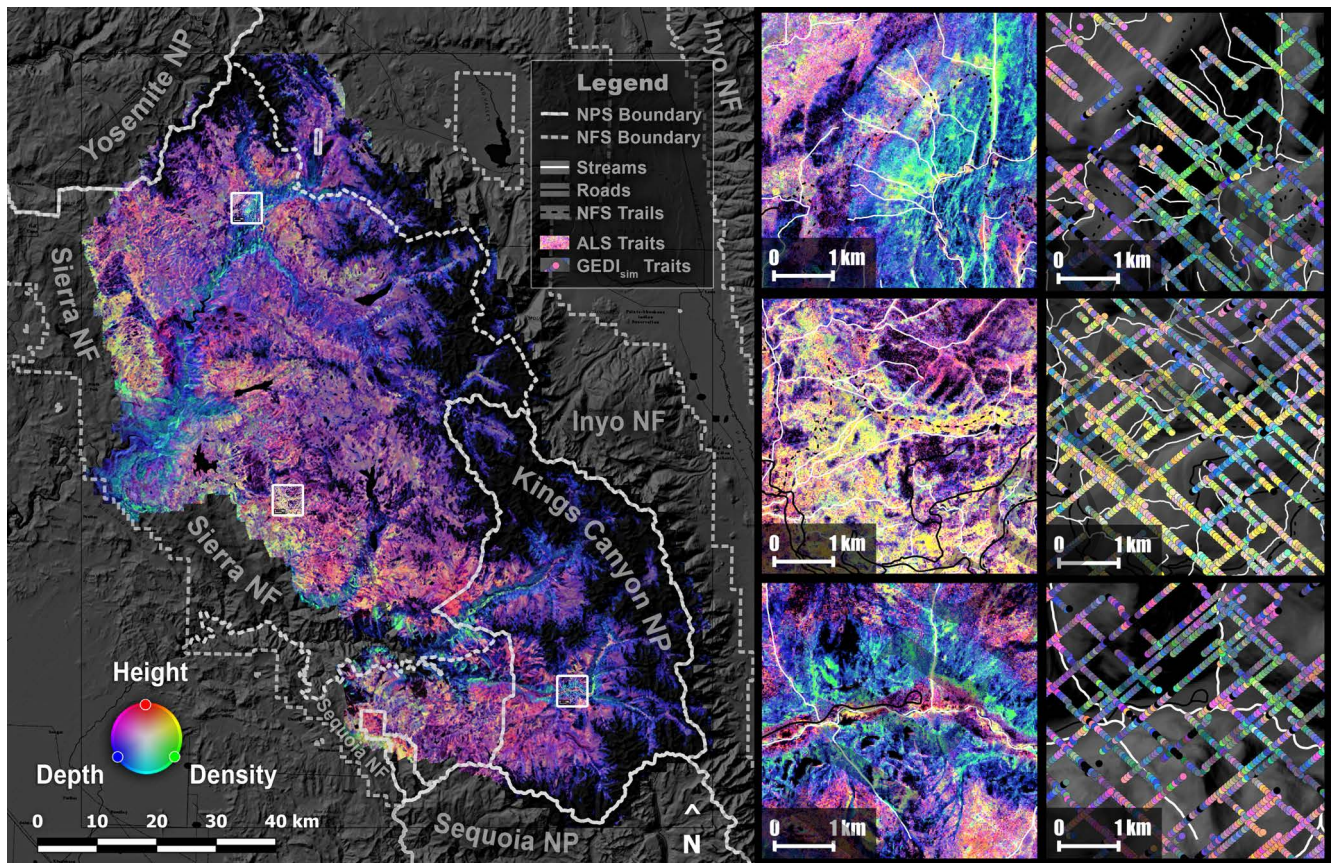 Yosemite NP
Inyo NF
Legend
NPS Boundary
NFS Boundary
Streams
Roads
NFS Trails
ALS Traits
GEDIsim Traits
Sierra NF
Inyo NF
Kings Canyon NP
Sierra NF
Sequoia NF
Sequoia NP
Height
Depth
Density
0 10 20 30 40 km
^
N
0 1 km
0 1 km
0 1 km
0 1 km
0 1 km
0 1 km